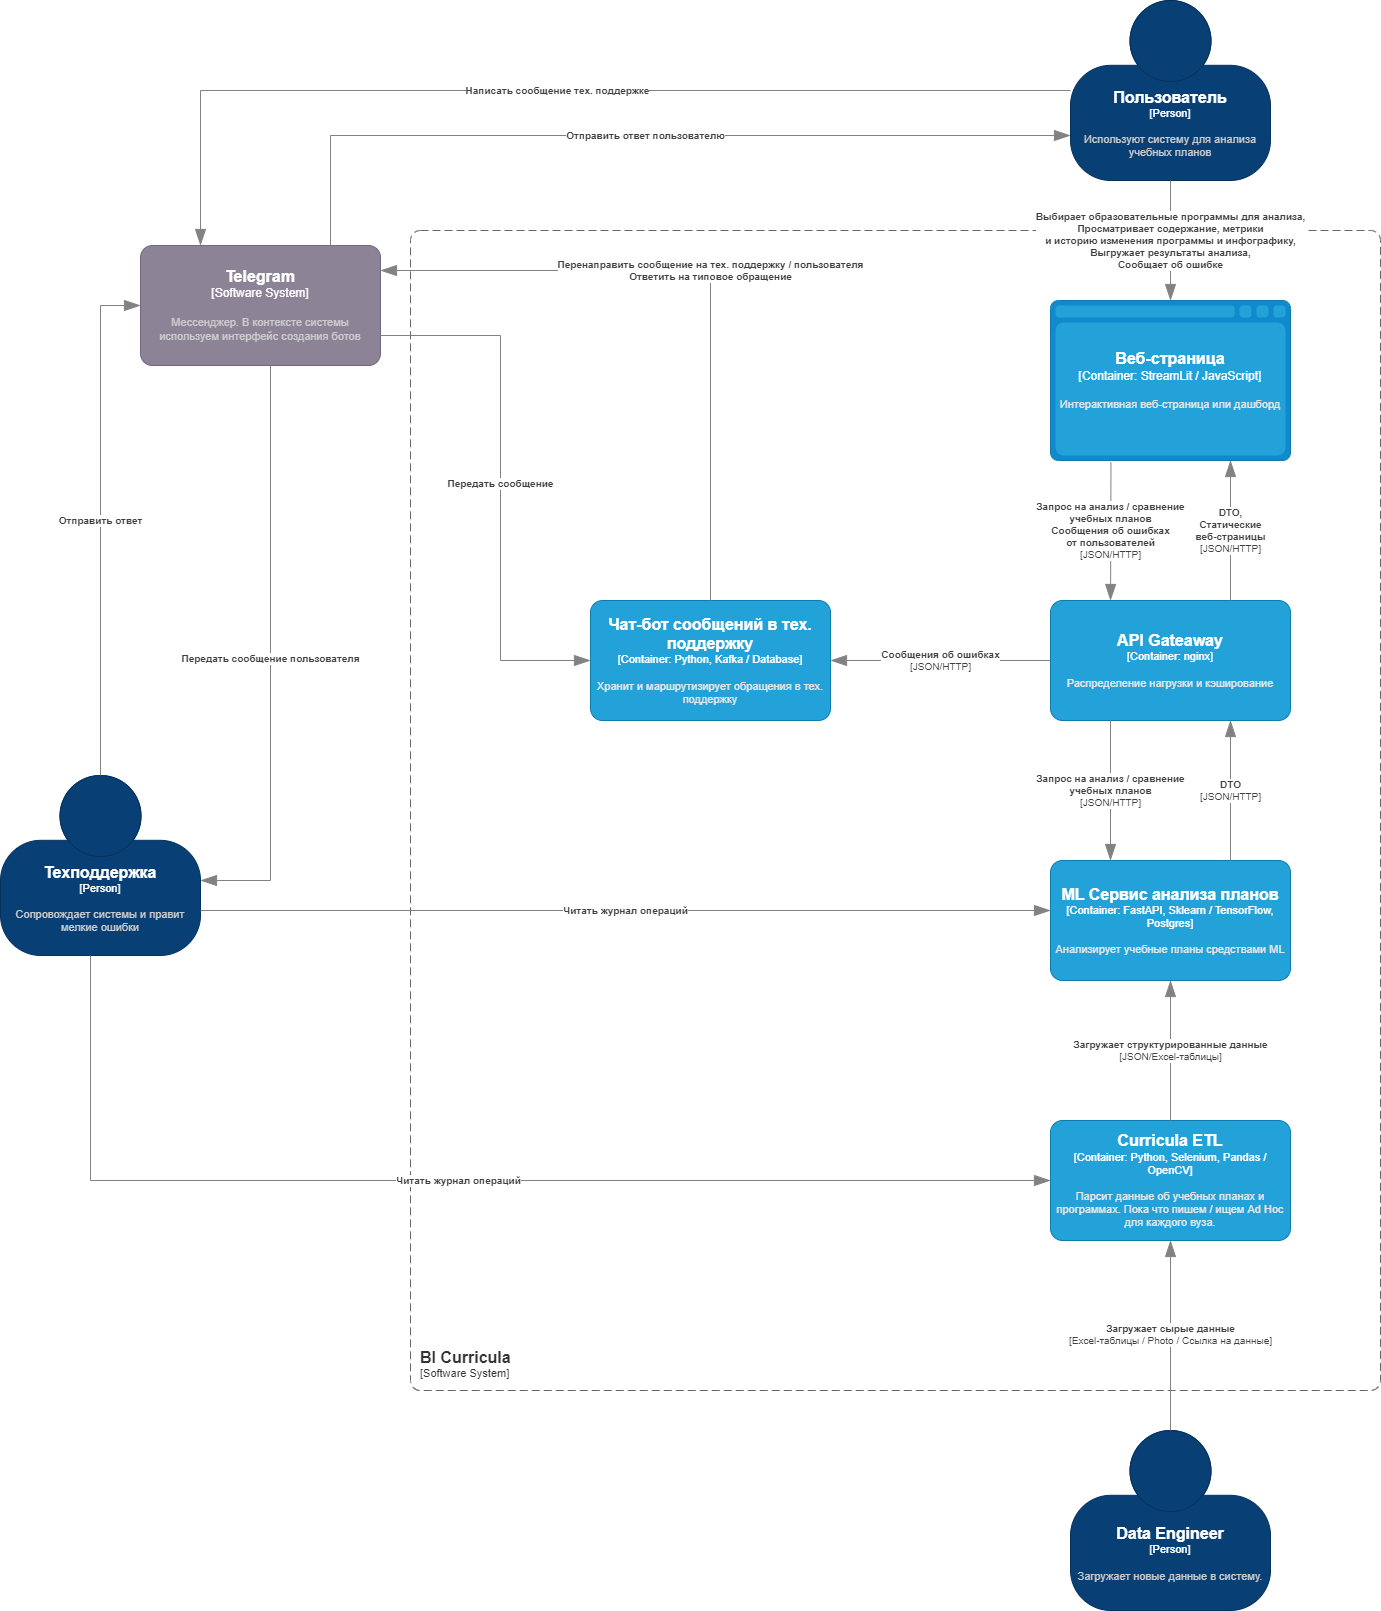 Пользователь
[Person]
Используют систему для анализа
учебных планов
Написать сообщение тех. поддержке
Отправить ответ пользователю
Выбирает образовательные программы для анализа,
Просматривает содержание, метрики
и историю изменения программы и инфографику,
Выгружает результаты анализа,
Сообщает об ошибке
Telegram
[Software System]
Мессенджер. В контексте системы
используем интерфейс создания ботов
Перенаправить сообщение на тех. поддержку / пользователя
Ответить на типовое обращение
Веб-страница
[Container: StreamLit / JavaScript]
Интерактивная веб-страница или дашборд
Передать сообщение
Отправить ответ
Запрос на анализ / сравнение
учебных планов
Сообщения об ошибках
от пользователей
[JSON/HTTP]
DTO,
Статические
веб-страницы
[JSON/HTTP]
Чат-бот сообщений в тех.
поддержку
[Container: Python, Kafka / Database]
Хранит и маршрутизирует обращения в тех.
поддержку
Сообщения об ошибках
[JSON/HTTP]
API Gateaway
[Container: nginx]
Распределение нагрузки и кэширование
Передать сообщение пользователя
Запрос на анализ / сравнение
учебных планов
[JSON/HTTP]
DTO
[JSON/HTTP]
Техподдержка
[Person]
Сопровождает системы и правит
мелкие ошибки
Читать журнал операций
ML Сервис анализа планов
[Container: FastAPI, Sklearn / TensorFlow,
Postgres]
Анализирует учебные планы средствами ML
Загружает структурированные данные
[JSON/Excel-таблицы]
Читать журнал операций
Curricula ETL
[Container: Python, Selenium, Pandas /
OpenCV]
Парсит данные об учебных планах и
программах. Пока что пишем / ищем Ad Hoc
для каждого вуза.
Загружает сырые данные
[Excel-таблицы / Photo / Ссылка на данные]
BI Curricula
[Software System]
Data Engineer
[Person]
Загружает новые данные в систему.